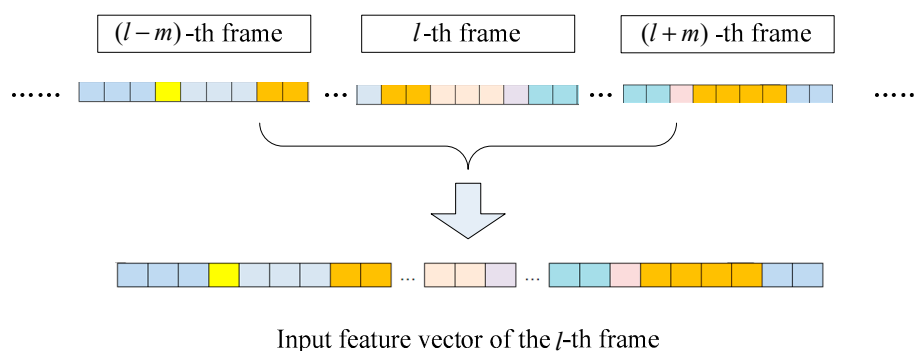 (l−m)-th frame
l-th frame
(l+m) -th frame
...... ... ... .....
... ...
Input feature vector of the l-th frame